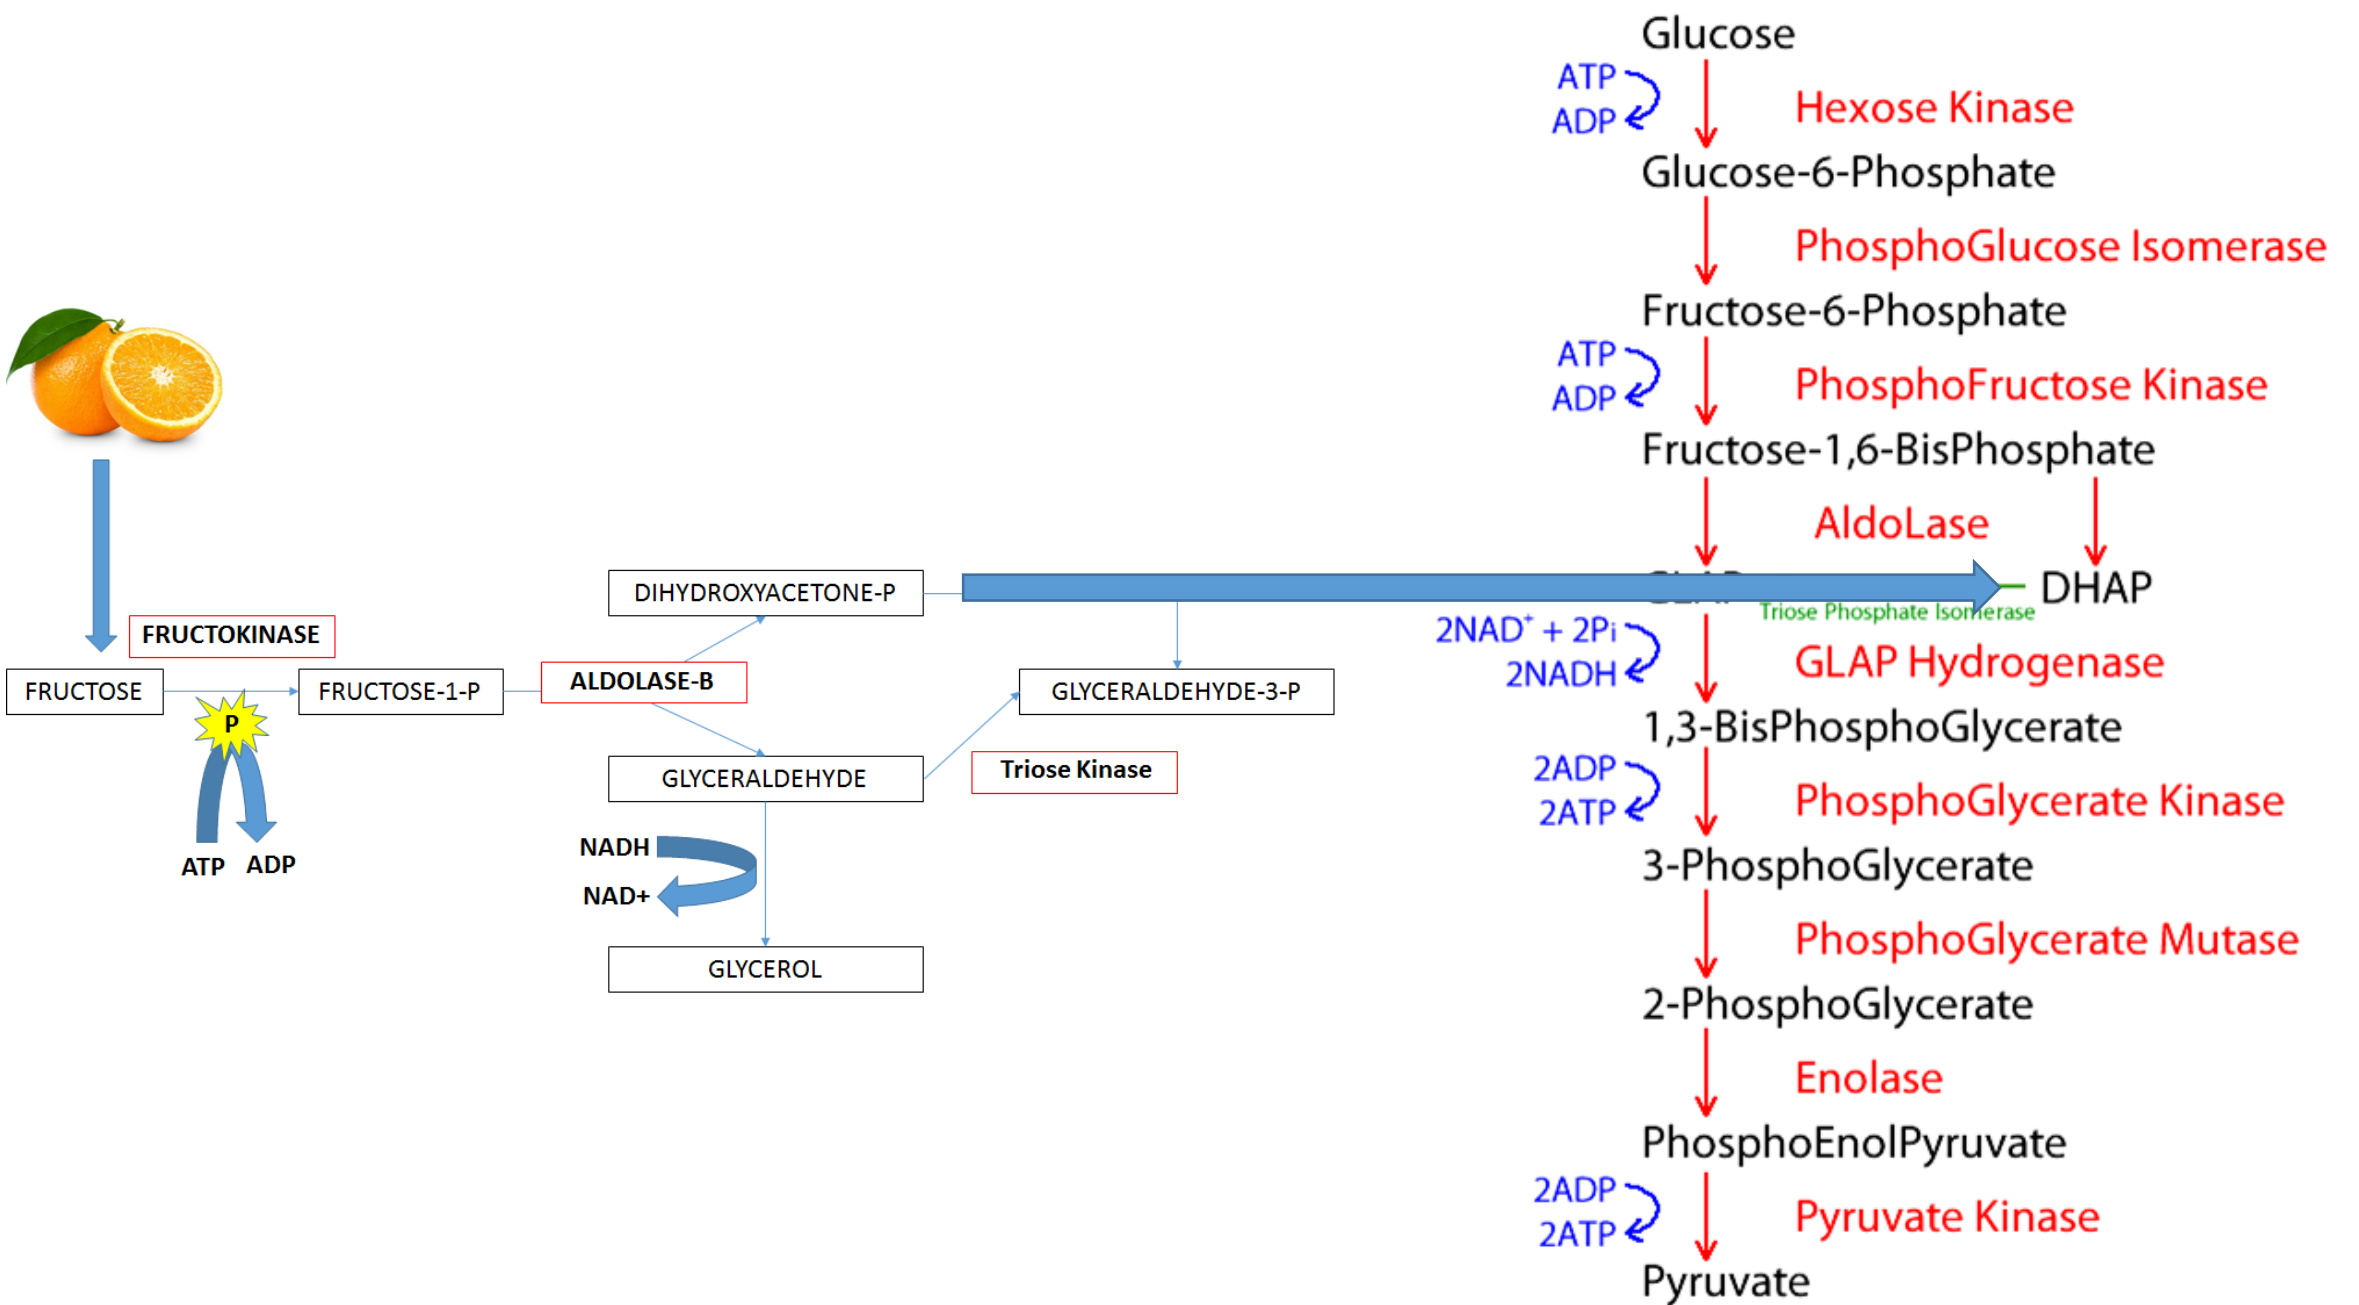 FRUCTOKINASE
FRUCTOSE
FRUCTOSE-1-P
P
ATP ADP
DIHYDROXYACETONE-P
ALDOLASE-B
GLYCERALDEHYDE
GLYCERALDEHYDE-3-P
Triose Kinase
NADH
NAD+
GLYCEROL
Glucose
ATP
ADP
Hexose Kinase
Glucose-6-Phosphate
PhosphoGlucose Isomerase
Fructose-6-Phosphate
ATP
ADP
PhosphoFructose Kinase
Fructose-1,6-BisPhosphate
AldoLase
DHAP
Triose Phosphate Isomerase
2NAD⁺ + 2Pi
2NADH
GLAP Hydrogenase
1,3-BisPhosphoGlycerate
2ADP
2ATP
PhosphoGlycerate Kinase
3-PhosphoGlycerate
PhosphoGlycerate Mutase
2-PhosphoGlycerate
Enolase
PhosphoEnolPyruvate
2ADP
2ATP
Pyruvate Kinase
Pyruvate